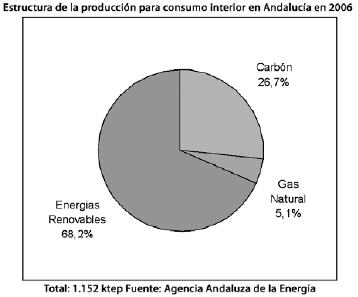 Estructura de la producción para consumo interior en Andalucía en 2006
Carbón
26,7%
Gas
Natural
5,1%
Energías
Renovables
68,2%
Total: 1.152 ktep Fuente: Agencia Andaluza de la Energía